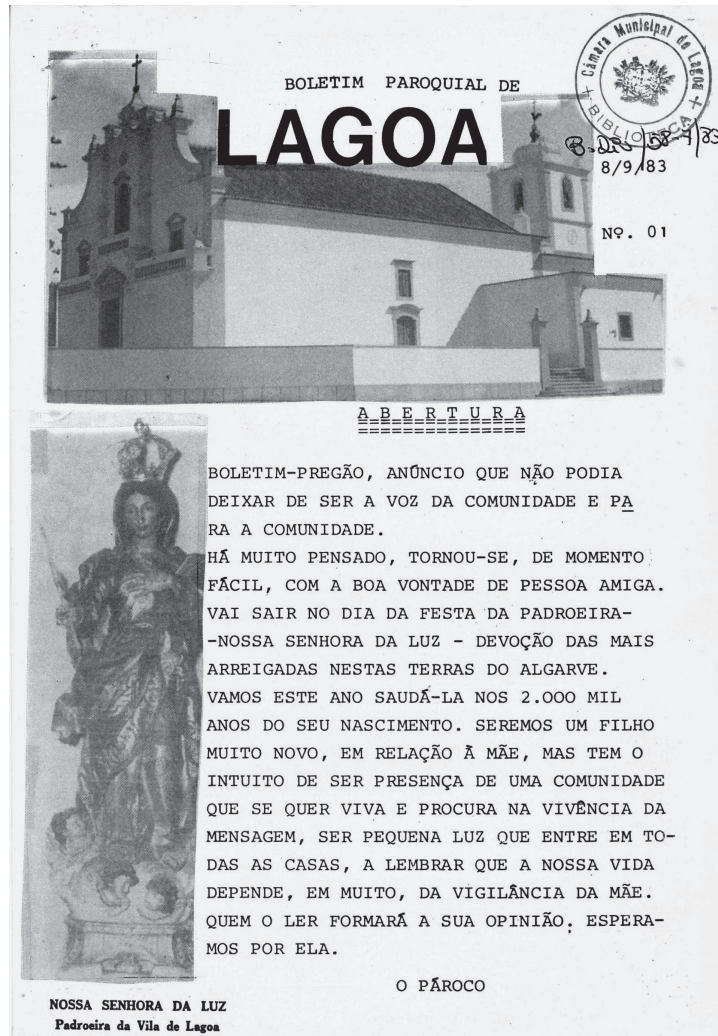 BOLETIM PAROQUIAL DE
LAGOA
+ Câmara Municipal de Lagoa +
BIBLIOTECA
8/9/83
Nº. 01
ABERTURA
BOLETIM-PREGÃO, ANÚNCIO QUE NÃO PODIA
DEIXAR DE SER A VOZ DA COMUNIDADE E PA
RA A COMUNIDADE.
HÁ MUITO PENSADO, TORNOU-SE, DE MOMENTO
FÁCIL, COM A BOA VONTADE DE PESSOA AMIGA.
VAI SAIR NO DIA DA FESTA DA PADROEIRA-
-NOSSA SENHORA DA LUZ - DEVOÇÃO DAS MAIS
ARREIGADAS NESTAS TERRAS DO ALGARVE.
VAMOS ESTE ANO SAUDÁ-LA NOS 2.000 MIL
ANOS DO SEU NASCIMENTO. SEREMOS UM FILHO
MUITO NOVO, EM RELAÇÃO À MÃE, MAS TEM O
INTUITO DE SER PRESENÇA DE UMA COMUNIDADE
QUE SE QUER VIVA E PROCURA NA VIVÊNCIA DA
MENSAGEM, SER PEQUENA LUZ QUE ENTRE EM TO-
DAS AS CASAS, A LEMBRAR QUE A NOSSA VIDA
DEPENDE, EM MUITO, DA VIGILÂNCIA DA MÃE.
QUEM O LER FORMARÁ A SUA OPINIÃO. ESPERA-
MOS POR ELA.
O PÁROCO
NOSSA SENHORA DA LUZ
Padroeira da Vila de Lagoa